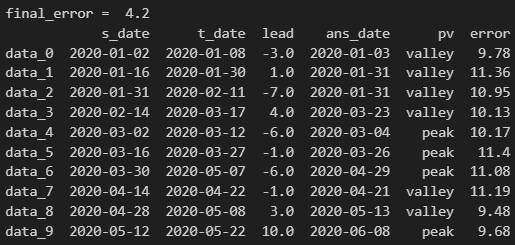 final_error =  4.2
            s_date      t_date  lead    ans_date      pv  error
data_0  2020-01-02  2020-01-08  -3.0  2020-01-03  valley   9.78
data_1  2020-01-16  2020-01-30   1.0  2020-01-31  valley  11.36
data_2  2020-01-31  2020-02-11  -7.0  2020-01-31  valley  10.95
data_3  2020-02-14  2020-03-17   4.0  2020-03-23  valley  10.13
data_4  2020-03-02  2020-03-12  -6.0  2020-03-04    peak  10.17
data_5  2020-03-16  2020-03-27  -1.0  2020-03-26    peak   11.4
data_6  2020-03-30  2020-05-07  -6.0  2020-04-29    peak  11.08
data_7  2020-04-14  2020-04-22  -1.0  2020-04-21  valley  11.19
data_8  2020-04-28  2020-05-08   3.0  2020-05-13  valley   9.48
data_9  2020-05-12  2020-05-22  10.0  2020-06-08    peak   9.68